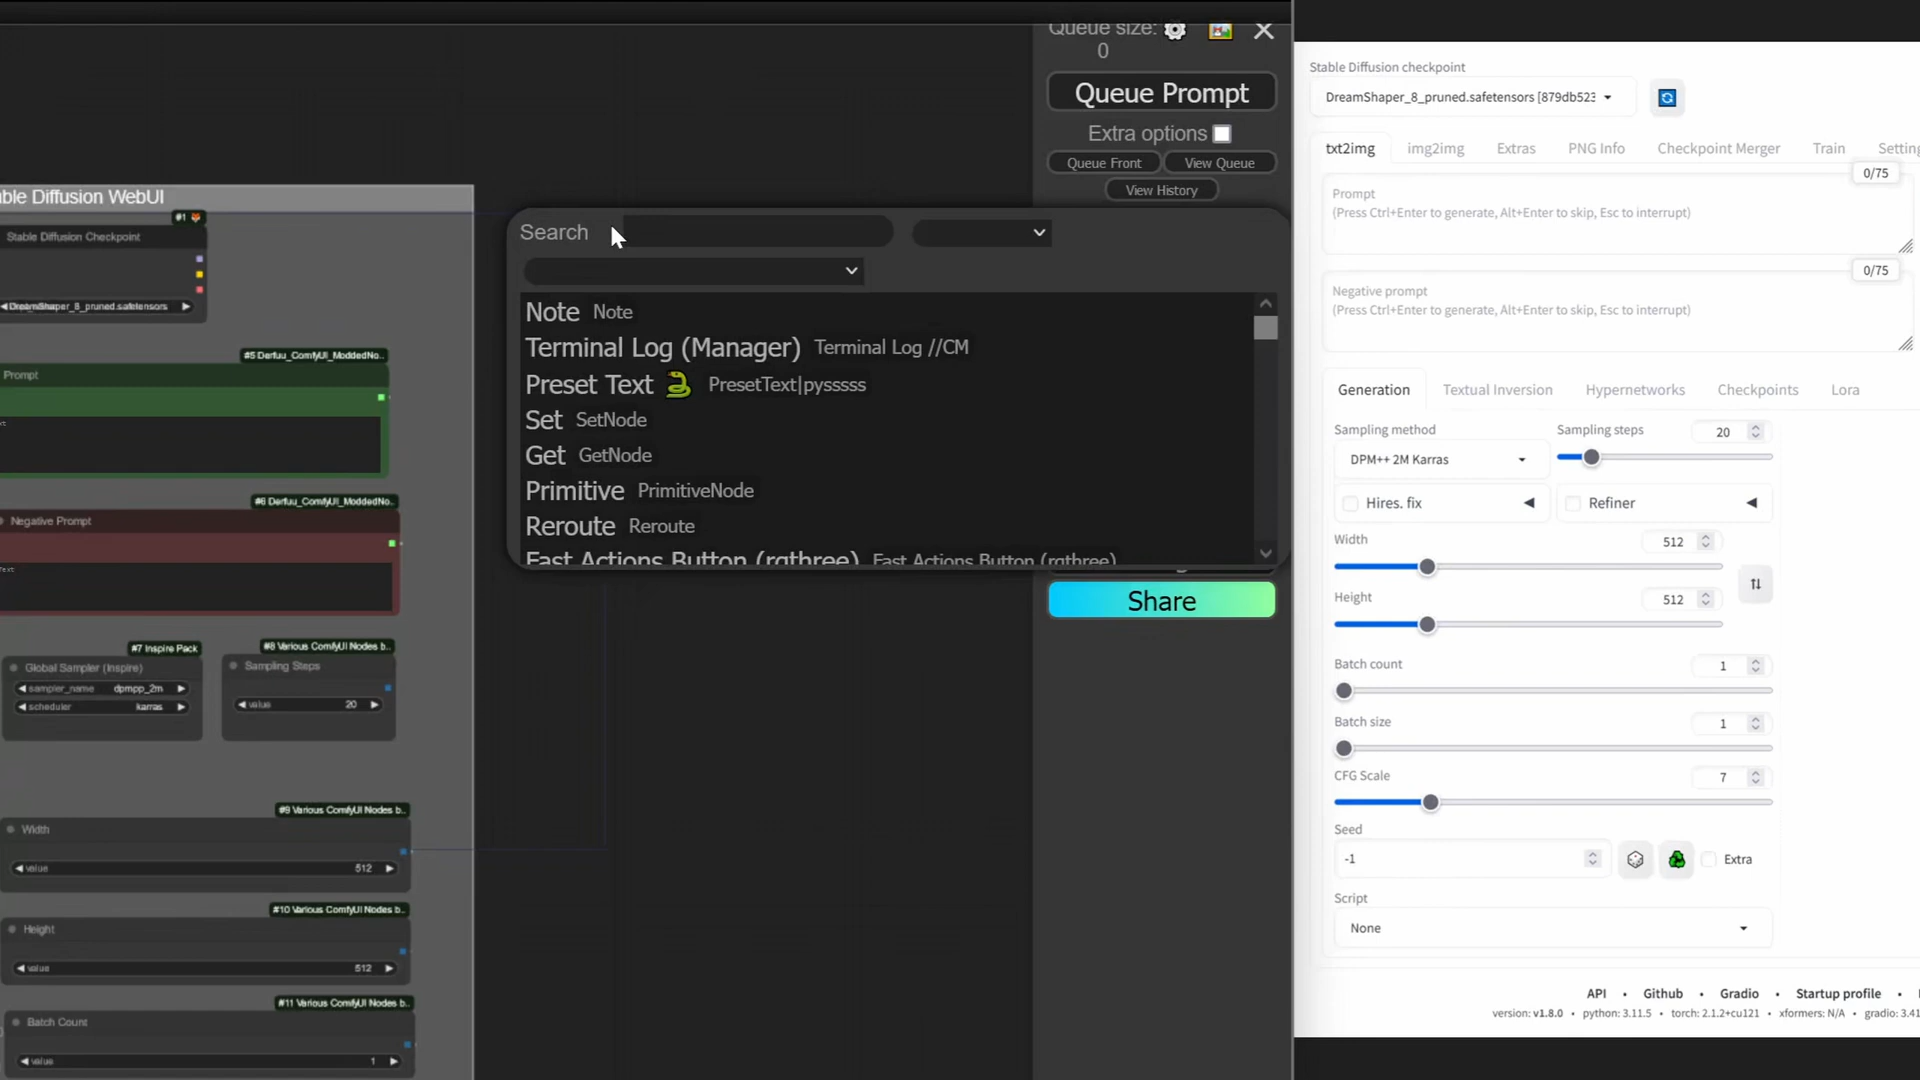 Queue size:
0
Queue Prompt
Extra options
Queue Front
View Queue
View History
Share
ble Diffusion WebUI
#1
Stable Diffusion Checkpoint
DreamShaper_8_pruned.safetensors
#5 Derfuu_ComfyUI_ModdedNo..
Prompt
#6 Derfuu_ComfyUI_ModdedNo..
Negative Prompt
#7 Inspire Pack
Global Sampler (Inspire)
sampler_name dpmpp_2m
scheduler karras
#8 Various ComfyUI Nodes b..
Sampling Steps
value 20
#9 Various ComfyUI Nodes b..
Width
value 512
#10 Various ComfyUI Nodes b..
Height
value 512
#11 Various ComfyUI Nodes b..
Batch Count
value 1
Search
Note Note
Terminal Log (Manager) Terminal Log //CM
Preset Text PresetText|pysssss
Set SetNode
Get GetNode
Primitive PrimitiveNode
Reroute Reroute
Fast Actions Button (rgthree) Fast Actions Button (rgthree)
Stable Diffusion checkpoint
DreamShaper_8_pruned.safetensors [879db523
txt2img img2img Extras PNG Info Checkpoint Merger Train Setting
0/75
Prompt
(Press Ctrl+Enter to generate, Alt+Enter to skip, Esc to interrupt)
0/75
Negative prompt
(Press Ctrl+Enter to generate, Alt+Enter to skip, Esc to interrupt)
Generation Textual Inversion Hypernetworks Checkpoints Lora
Sampling method
DPM++ 2M Karras
Sampling steps 20
Hires. fix
Refiner
Width 512
Height 512
Batch count 1
Batch size 1
CFG Scale 7
Seed
-1
Extra
Script
None
API • Github • Gradio • Startup profile •
version: v1.8.0 • python: 3.11.5 • torch: 2.1.2+cu121 • xformers: N/A • gradio: 3.41